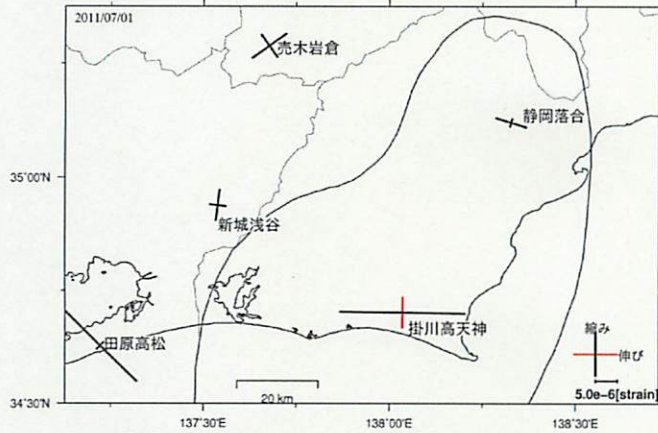 2011/07/01
売木岩倉
静岡落合
35°00'N
新城浅谷
田原高松
掛川高天神
縮み
伸び
5.0e-6[strain]
20 km
34°30'N
137°30'E
138°00'E
138°30'E